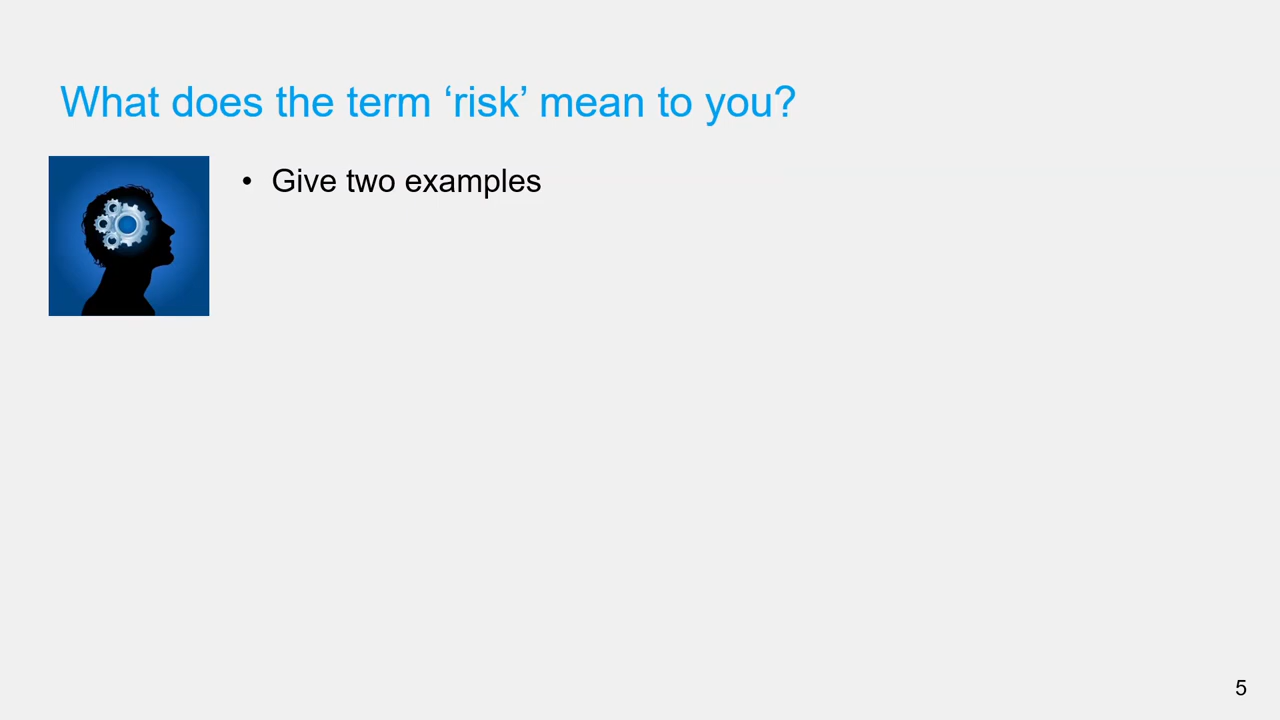 What does the term ‘risk’ mean to you?
• Give two examples
5